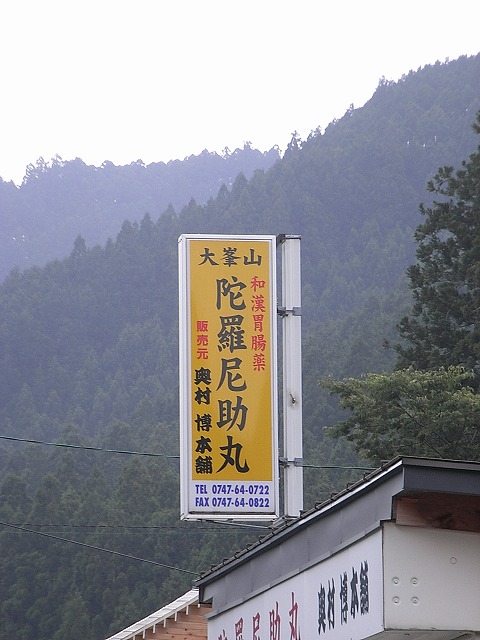 大峯山
和漢胃腸薬
陀羅尼助丸
販売元
奥村 博本舗
TEL 0747-64-0722
FAX 0747-64-0822
羅尼助丸
奥村 博本舗